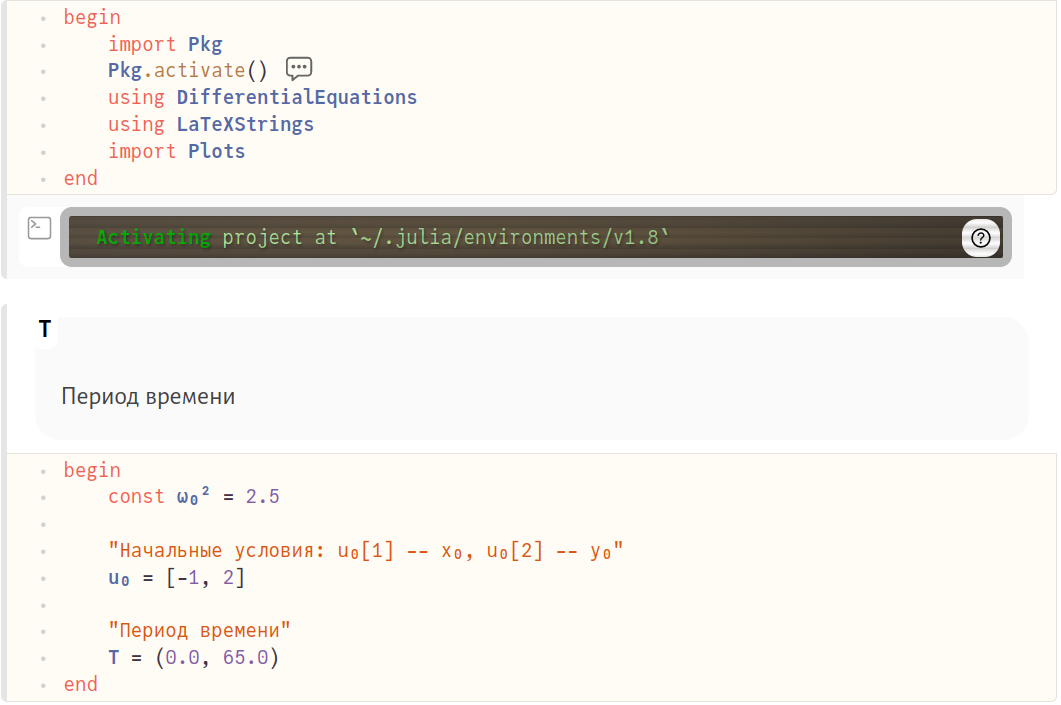 begin
import Pkg
Pkg.activate()
using DifferentialEquations
using LaTeXStrings
import Plots
end
Activating project at `~/.julia/environments/v1.8`
T
Период времени
begin
const ω₀² = 2.5
"Начальные условия: u₀[1] -- x₀, u₀[2] -- y₀"
u₀ = [-1, 2]
"Период времени"
T = (0.0, 65.0)
end